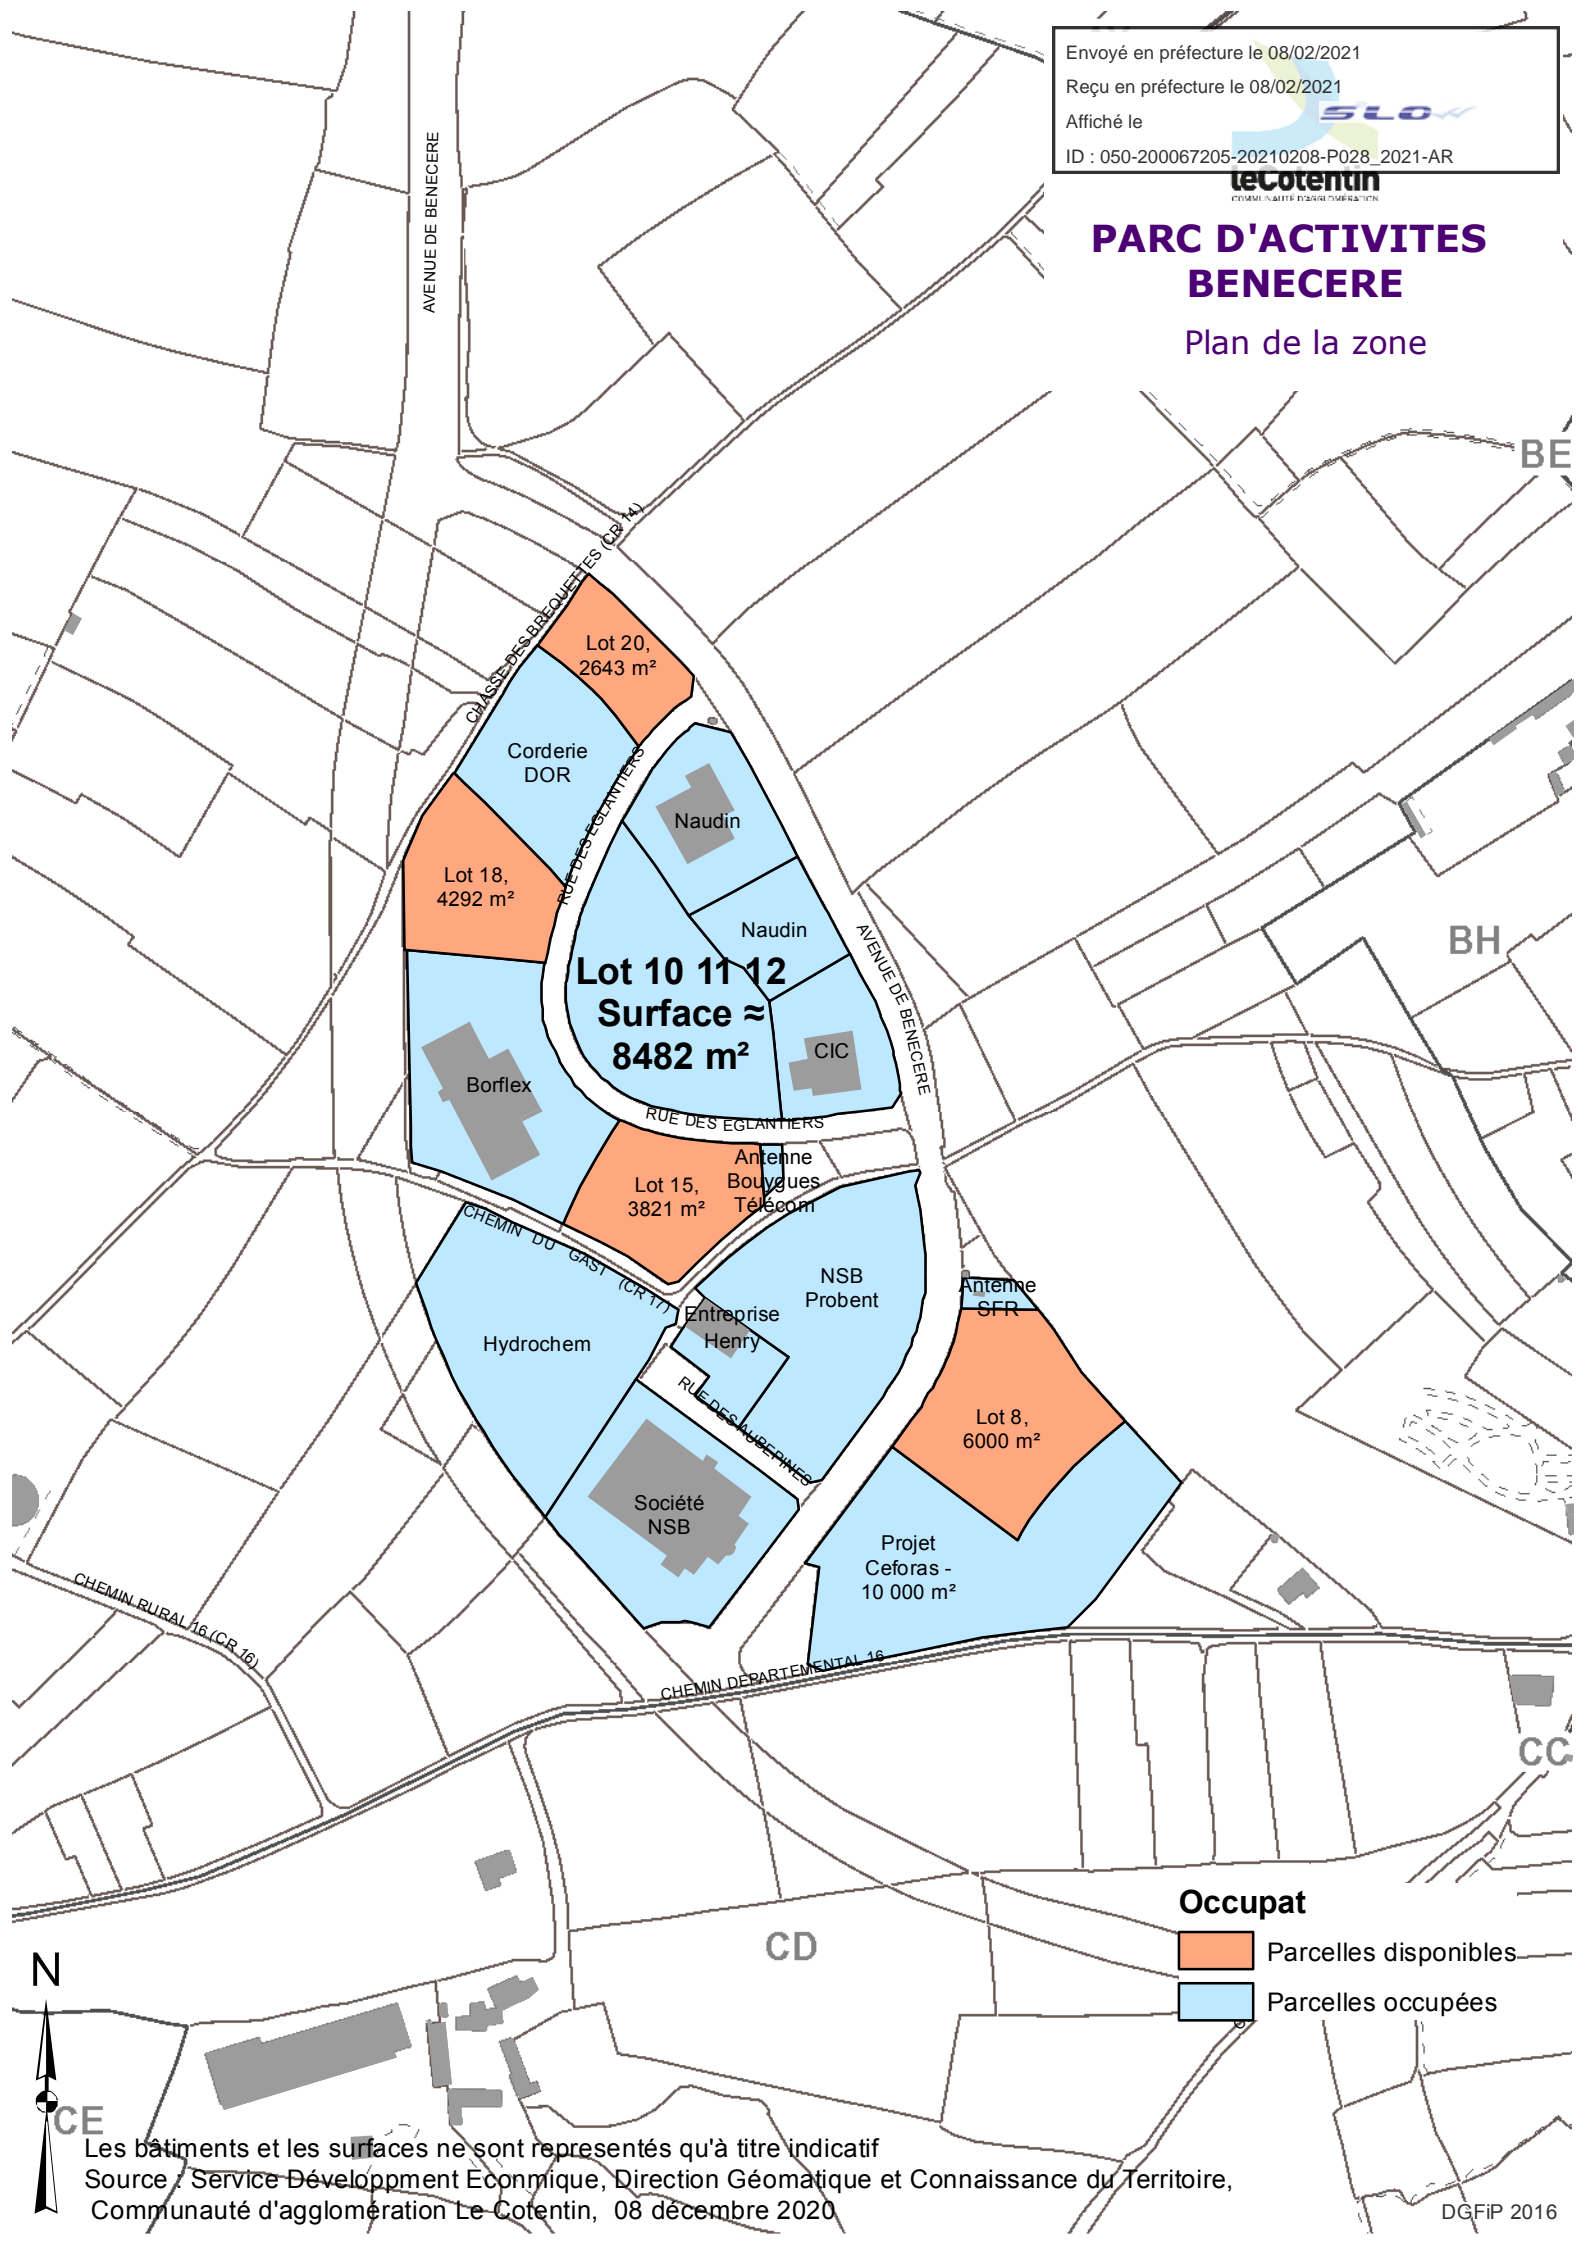 Envoyé en préfecture le 08/02/2021
Reçu en préfecture le 08/02/2021
Affiché le
SLO
ID : 050-200067205-20210208-P028_2021-AR
leCotentin
COMMUNAUTÉ D'AGGLOMÉRATION
PARC D'ACTIVITES
BENECERE
Plan de la zone
AVENUE DE BENECERE
BE
CHASSE DES BREQUETTES (CR 14)
Lot 20,
2643 m²
Corderie
DOR
RUE DES EGLANTIERS
Naudin
Lot 18,
4292 m²
Naudin
AVENUE DE BENECERE
BH
Lot 10 11 12
Surface ≈
8482 m²
CIC
Borflex
RUE DES EGLANTIERS
Antenne
Bouygues
Télécom
Lot 15,
3821 m²
CHEMIN DU GAST (CR 17)
NSB
Probent
Antenne
SFR
Entreprise
Henry
Hydrochem
RUE DES AUBEPINES
Lot 8,
6000 m²
Société
NSB
Projet
Ceforas -
10 000 m²
CHEMIN RURAL 16 (CR 16)
CHEMIN DEPARTEMENTAL 16
CC
CD
Occupat
Parcelles disponibles
Parcelles occupées
N
CE
Les bâtiments et les surfaces ne sont representés qu'à titre indicatif
Source : Service Développment Econmique, Direction Géomatique et Connaissance du Territoire,
Communauté d'agglomération Le Cotentin, 08 décembre 2020
DGFiP 2016